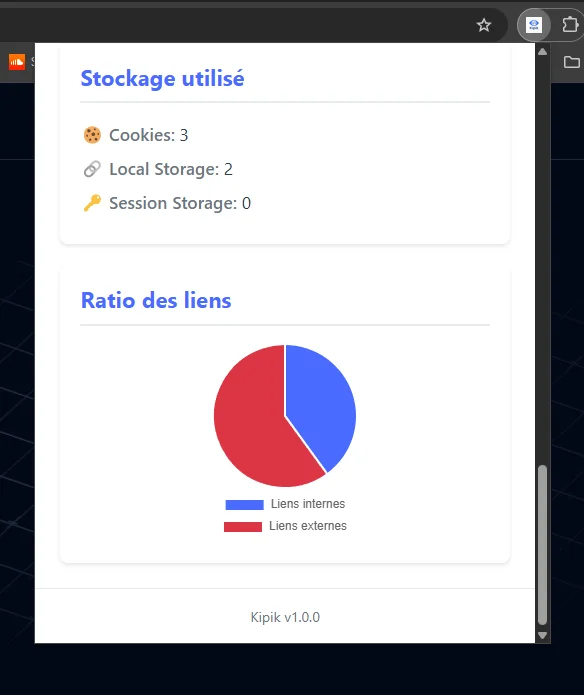 Stockage utilisé
Cookies: 3
Local Storage: 2
Session Storage: 0
Ratio des liens
Liens internes
Liens externes
Kipik v1.0.0